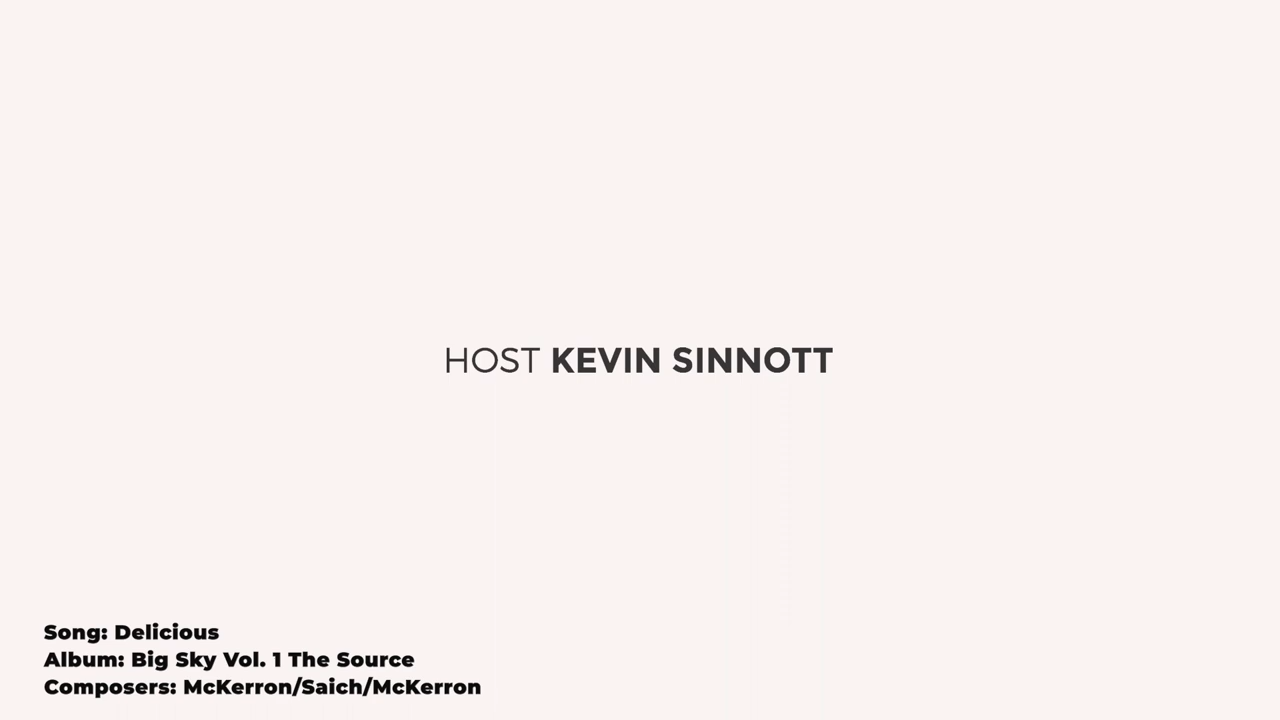 HOST KEVIN SINNOTT
Song: Delicious
Album: Big Sky Vol. 1 The Source
Composers: McKerron/Saich/McKerron